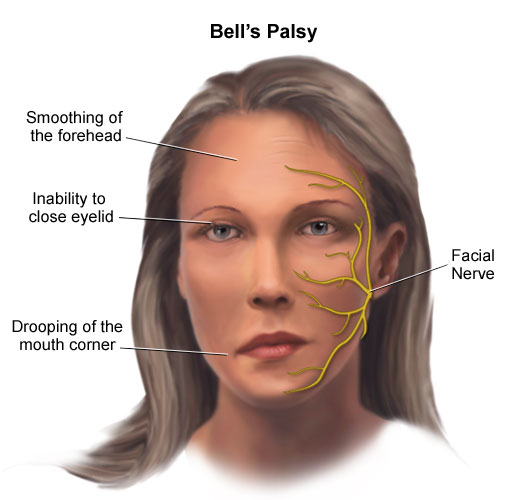 Bell's Palsy
Smoothing of
the forehead
Inability to
close eyelid
Facial
Nerve
Drooping of the
mouth corner